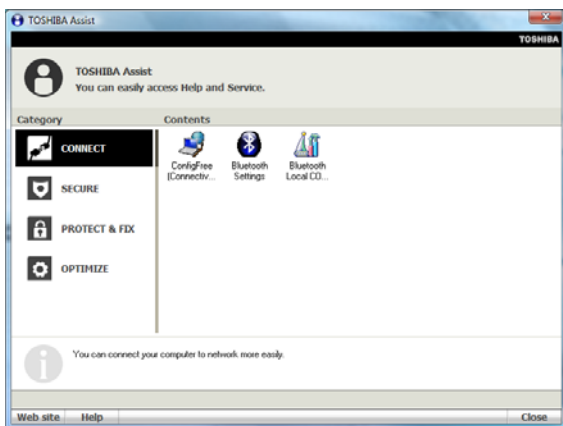 TOSHIBA Assist
TOSHIBA
TOSHIBA Assist
You can easily access Help and Service.
Category
Contents
CONNECT
SECURE
PROTECT & FIX
OPTIMIZE
ConfigFree
(Connectiv...
Bluetooth
Settings
Bluetooth
Local CO...
You can connect your computer to network more easily.
Web site
Help
Close